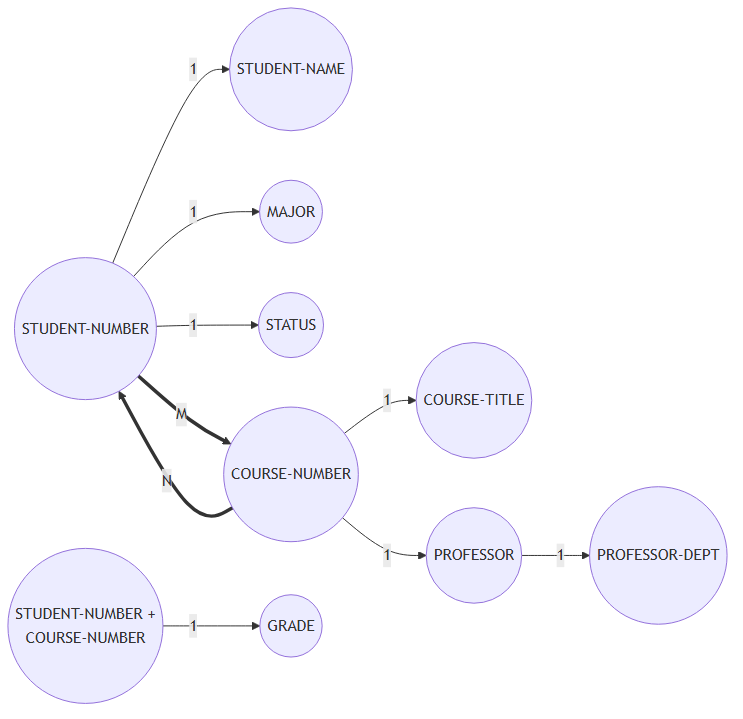 1
STUDENT-NAME
1
MAJOR
STUDENT-NUMBER
1
STATUS
M
N
COURSE-NUMBER
1
COURSE-TITLE
1
PROFESSOR
1
PROFESSOR-DEPT
STUDENT-NUMBER +
COURSE-NUMBER
1
GRADE